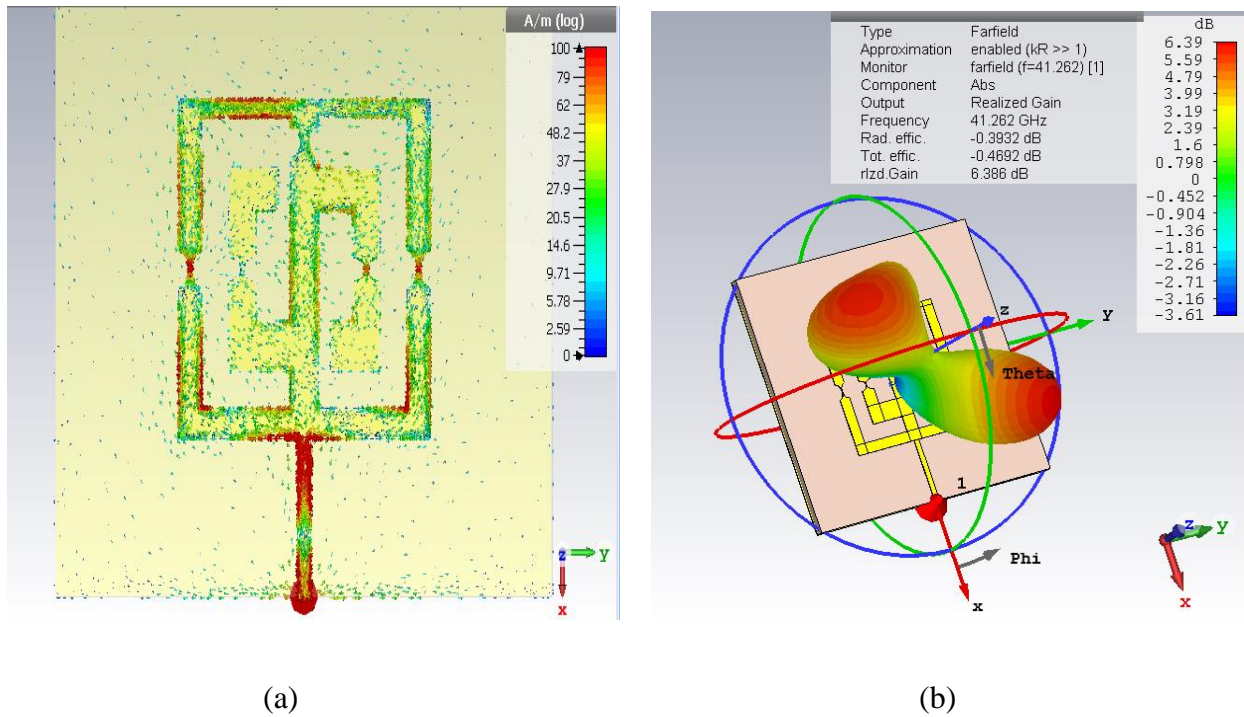 A/m (log)
100
79
62
48.2
37
27.9
20.5
14.6
9.71
5.78
2.59
0
z
y
x
Type Farfield
Approximation enabled (kR >> 1)
Monitor farfield (f=41.262) [1]
Component Abs
Output Realized Gain
Frequency 41.262 GHz
Rad. effic. -0.3932 dB
Tot. effic. -0.4692 dB
rlzd.Gain 6.386 dB
dB
6.39
5.59
4.79
3.99
3.19
2.39
1.6
0.798
0
-0.452
-0.904
-1.36
-1.81
-2.26
-2.71
-3.16
-3.61
z
y
Theta
1
Phi
x
z
y
x
(a)
(b)